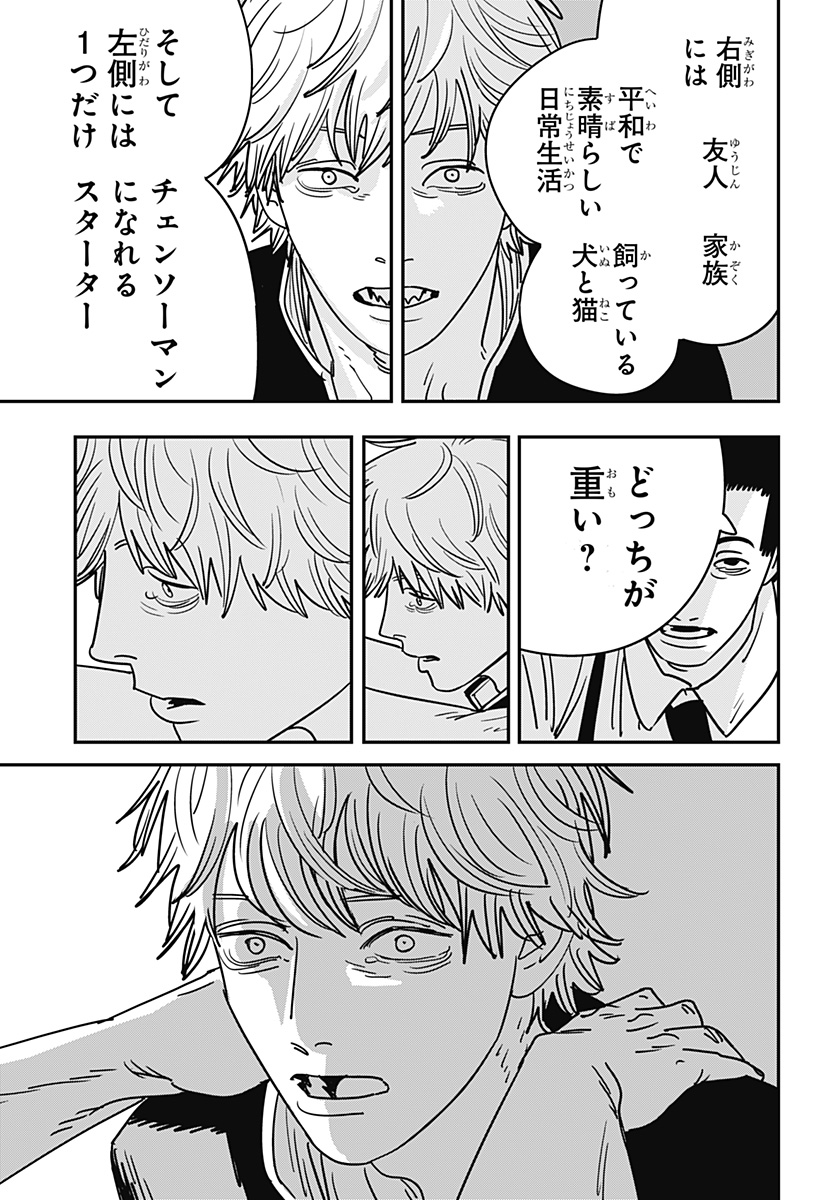 右側
には
友人
家族
平和で
素晴らしい
日常生活
飼っている
犬と猫
そして
左側には
1つだけ
チェンソーマン
になれる
スターター
どっちが
重い?